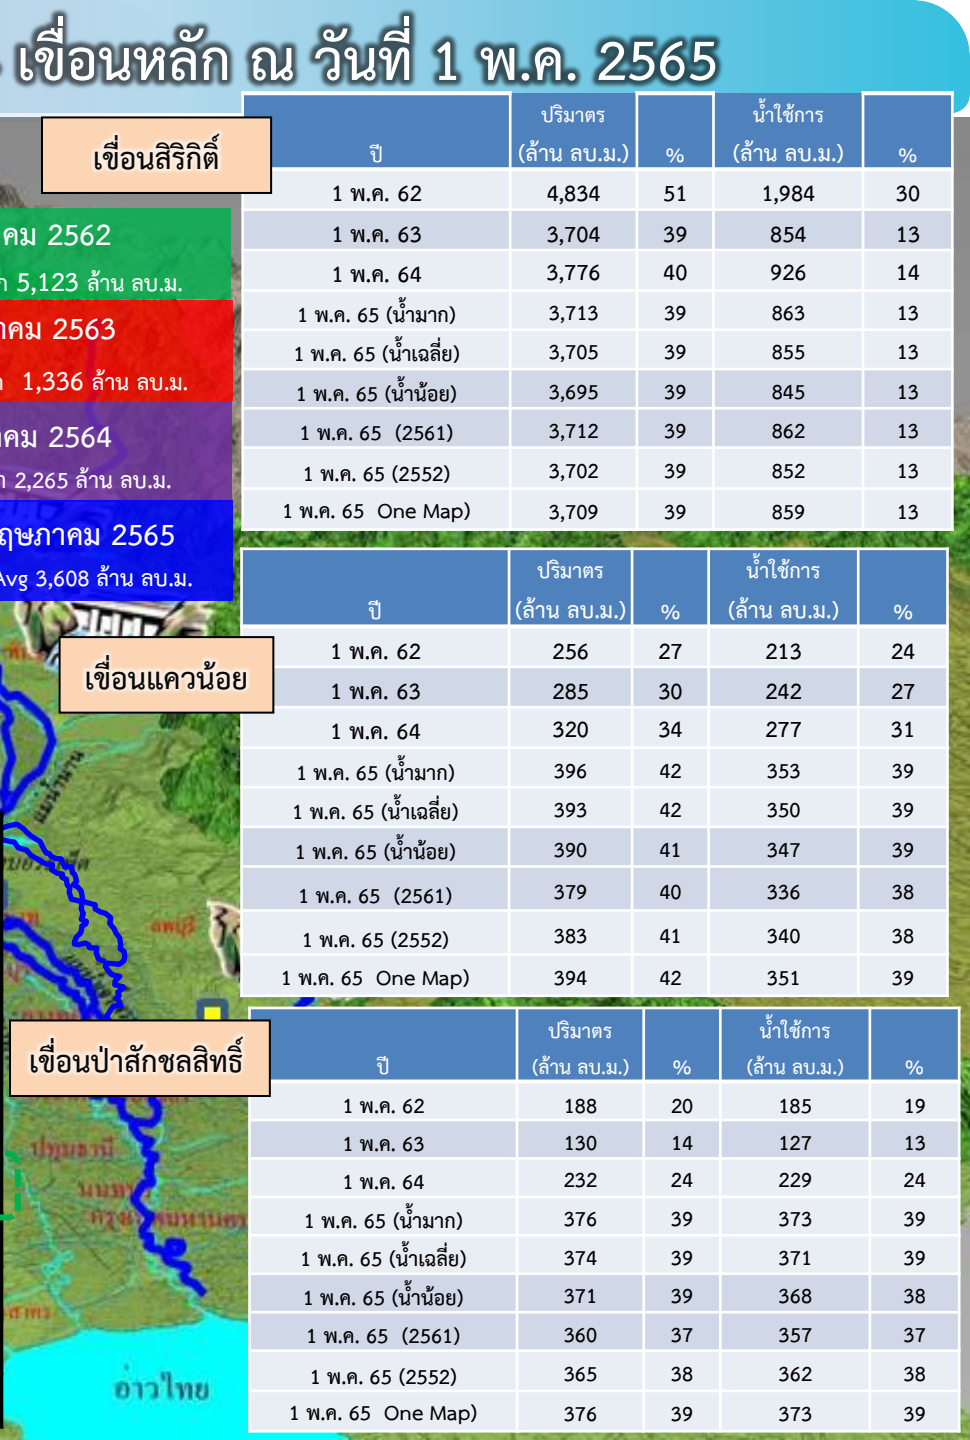 เขื่อนหลัก ณ วันที่ 1 พ.ค. 2565
เขื่อนสิริกิติ์
ปี ปริมาตร (ล้าน ลบ.ม.) % น้ำใช้การ (ล้าน ลบ.ม.) %
1 พ.ค. 62 4,834 51 1,984 30
1 พ.ค. 63 3,704 39 854 13
1 พ.ค. 64 3,776 40 926 14
1 พ.ค. 65 (น้ำมาก) 3,713 39 863 13
1 พ.ค. 65 (น้ำเฉลี่ย) 3,705 39 855 13
1 พ.ค. 65 (น้ำน้อย) 3,695 39 845 13
1 พ.ค. 65 (2561) 3,712 39 862 13
1 พ.ค. 65 (2552) 3,702 39 852 13
1 พ.ค. 65 One Map) 3,709 39 859 13
คม 2562
5,123 ล้าน ลบ.ม.
าคม 2563
1,336 ล้าน ลบ.ม.
าคม 2564
2,265 ล้าน ลบ.ม.
ฤษภาคม 2565
Avg 3,608 ล้าน ลบ.ม.
เขื่อนแควน้อย
ปี ปริมาตร (ล้าน ลบ.ม.) % น้ำใช้การ (ล้าน ลบ.ม.) %
1 พ.ค. 62 256 27 213 24
1 พ.ค. 63 285 30 242 27
1 พ.ค. 64 320 34 277 31
1 พ.ค. 65 (น้ำมาก) 396 42 353 39
1 พ.ค. 65 (น้ำเฉลี่ย) 393 42 350 39
1 พ.ค. 65 (น้ำน้อย) 390 41 347 39
1 พ.ค. 65 (2561) 379 40 336 38
1 พ.ค. 65 (2552) 383 41 340 38
1 พ.ค. 65 One Map) 394 42 351 39
แม่น้ำน่าน
ลพบุรี
เขื่อนป่าสักชลสิทธิ์
ปี ปริมาตร (ล้าน ลบ.ม.) % น้ำใช้การ (ล้าน ลบ.ม.) %
1 พ.ค. 62 188 20 185 19
1 พ.ค. 63 130 14 127 13
1 พ.ค. 64 232 24 229 24
1 พ.ค. 65 (น้ำมาก) 376 39 373 39
1 พ.ค. 65 (น้ำเฉลี่ย) 374 39 371 39
1 พ.ค. 65 (น้ำน้อย) 371 39 368 38
1 พ.ค. 65 (2561) 360 37 357 37
1 พ.ค. 65 (2552) 365 38 362 38
1 พ.ค. 65 One Map) 376 39 373 39
ปทุมธานี
อ่าวไทย